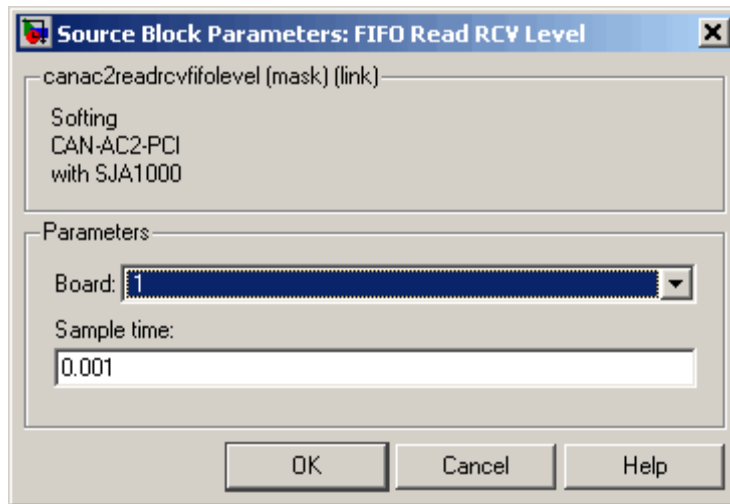 Source Block Parameters: FIFO Read RCV Level
canac2readrcvfifolevel (mask) (link)
Softing
CAN-AC2-PCI
with SJA1000
Parameters
Board: 1
Sample time:
0.001
OK Cancel Help